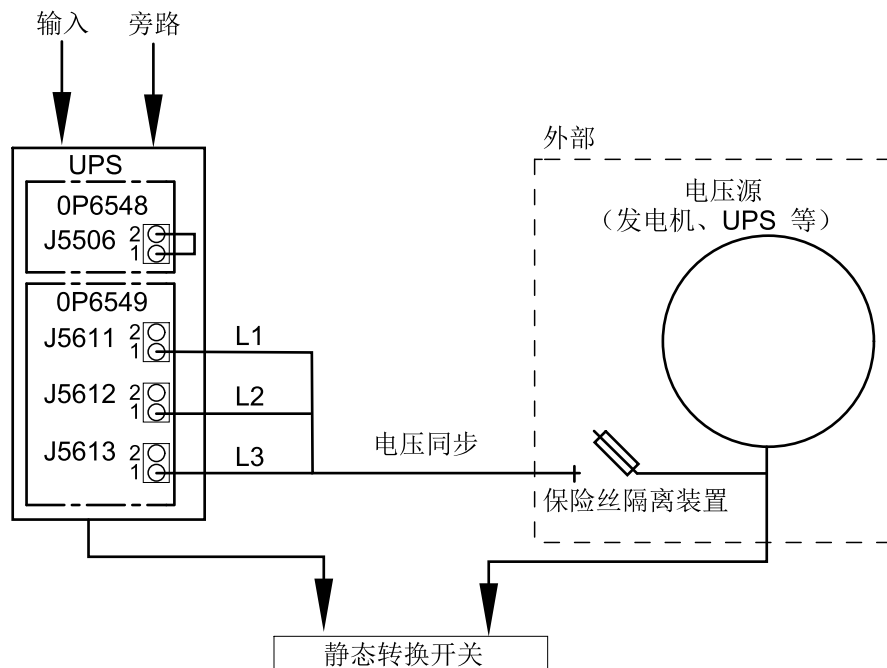 输入 旁路
UPS
0P6548
J5506 2
1
0P6549
J5611 2
1
L1
J5612 2
1
L2
J5613 2
1
L3
电压同步
外部
电压源
（发电机、UPS 等）
保险丝隔离装置
静态转换开关